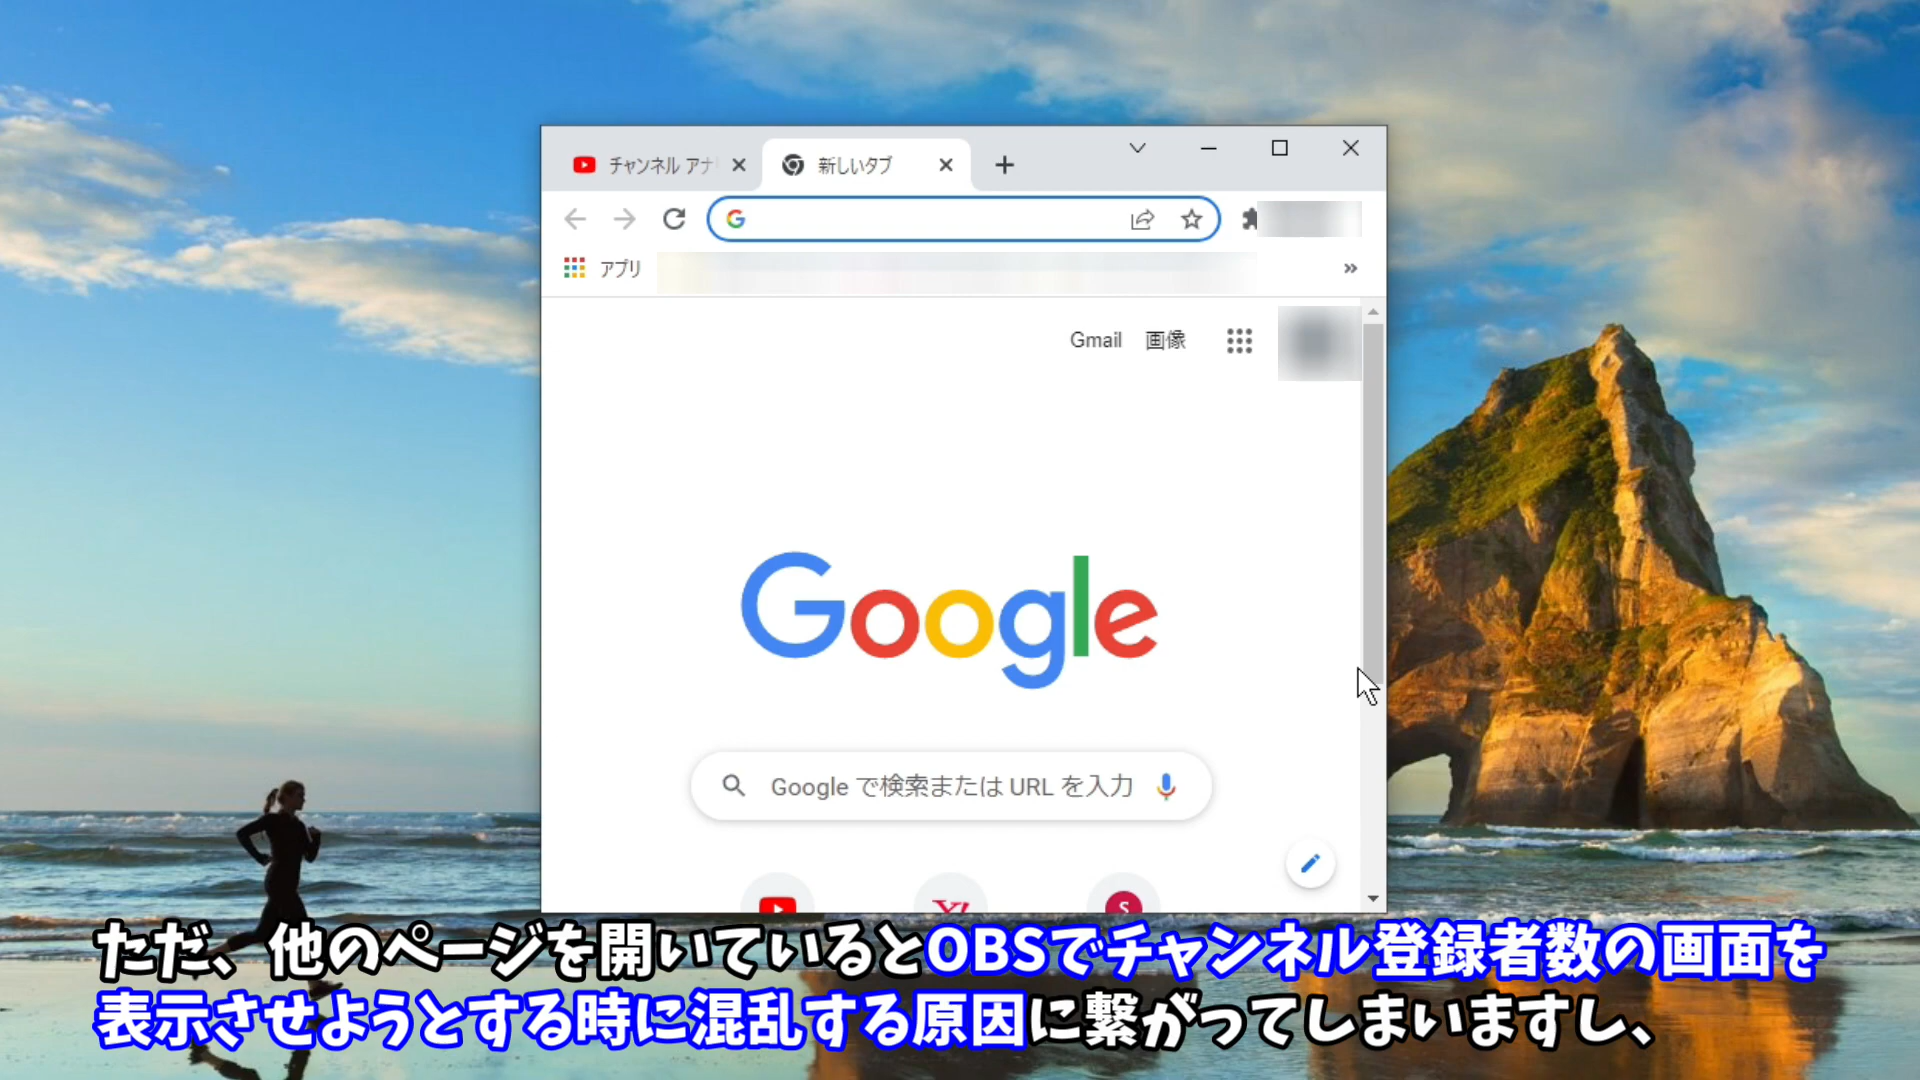 チャンネル アナ
新しいタブ
アプリ
Gmail 画像
Google
Google で検索または URL を入力
Y!
S
ただ、他のページを開いているとOBSでチャンネル登録者数の画面を
表示させようとする時に混乱する原因に繋がってしまいますし、